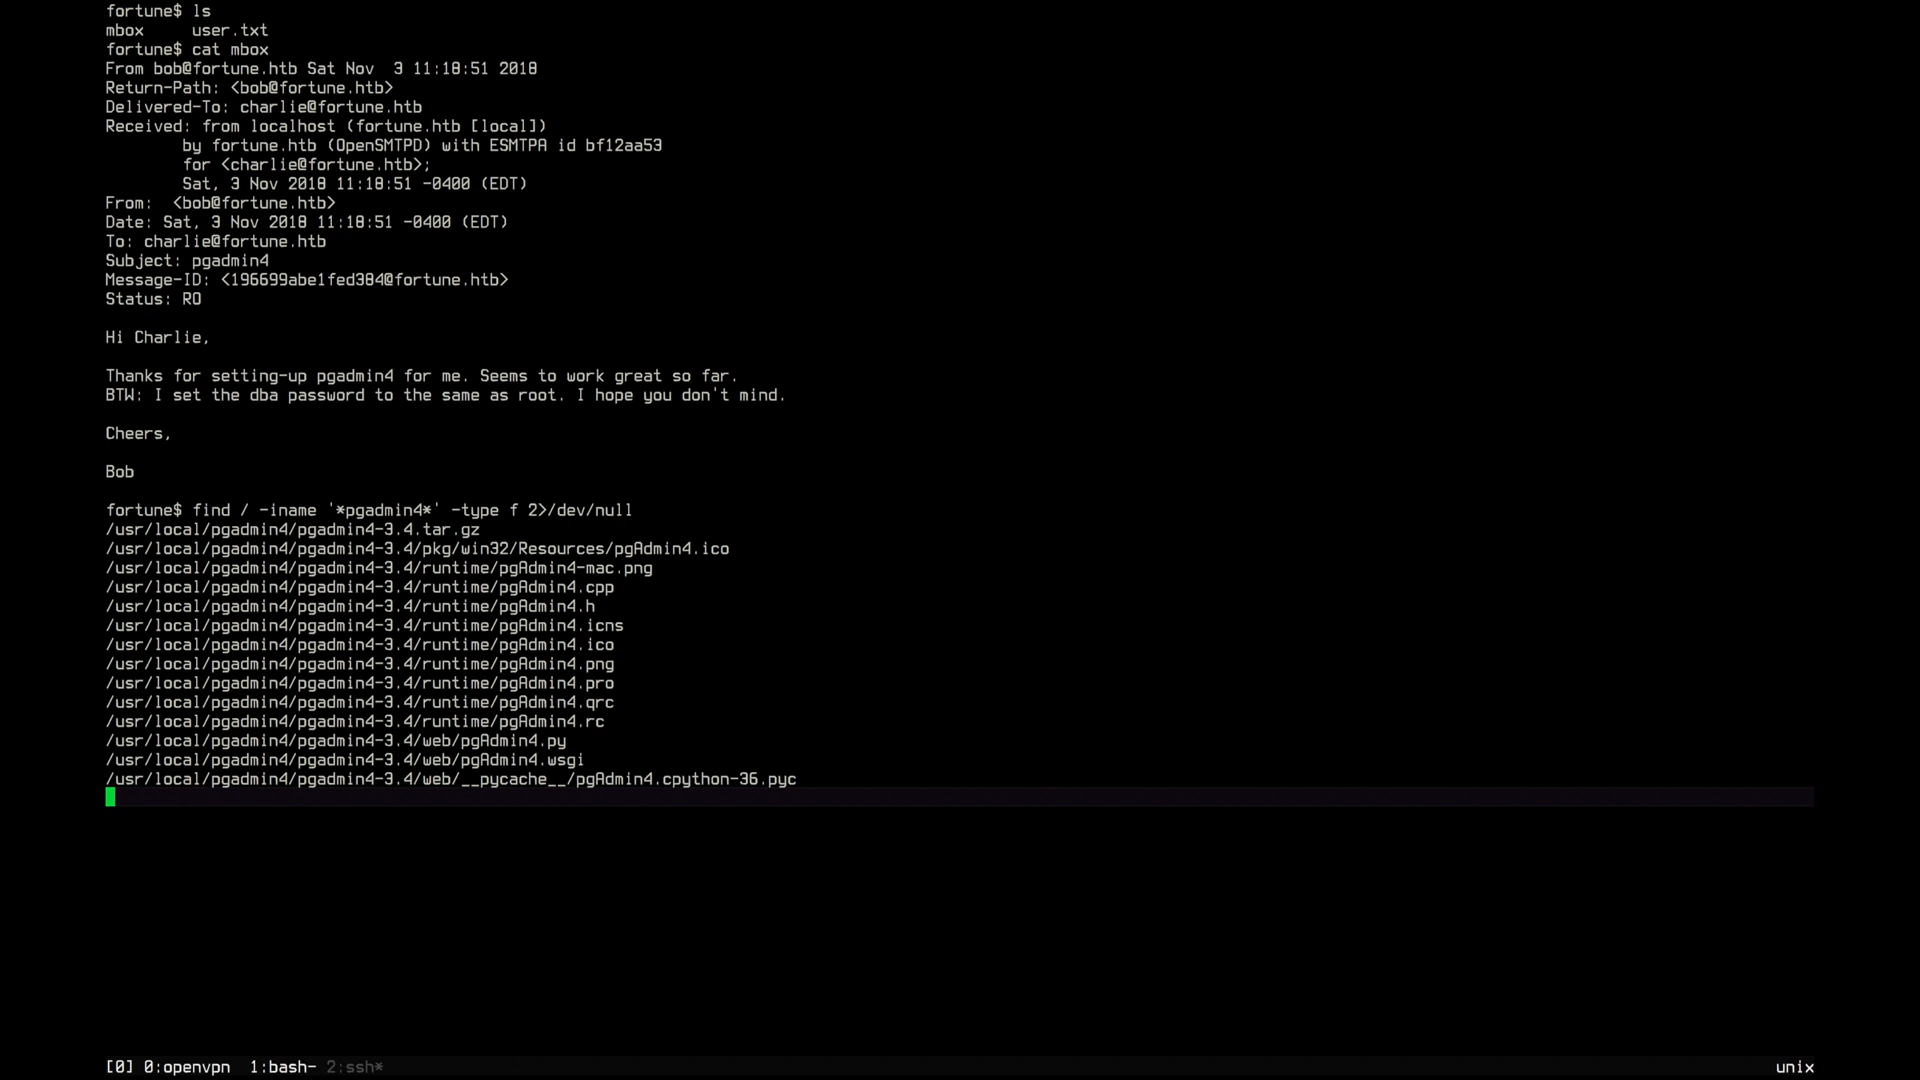 fortune$ ls
mbox     user.txt
fortune$ cat mbox
From bob@fortune.htb Sat Nov  3 11:18:51 2018
Return-Path: <bob@fortune.htb>
Delivered-To: charlie@fortune.htb
Received: from localhost (fortune.htb [local])
        by fortune.htb (OpenSMTPD) with ESMTPA id bf12aa53
        for <charlie@fortune.htb>;
        Sat, 3 Nov 2018 11:18:51 -0400 (EDT)
From:  <bob@fortune.htb>
Date: Sat, 3 Nov 2018 11:18:51 -0400 (EDT)
To: charlie@fortune.htb
Subject: pgadmin4
Message-ID: <196699abe1fed384@fortune.htb>
Status: RO

Hi Charlie,

Thanks for setting-up pgadmin4 for me. Seems to work great so far.
BTW: I set the dba password to the same as root. I hope you don't mind.

Cheers,

Bob

fortune$ find / -iname '*pgadmin4*' -type f 2>/dev/null
/usr/local/pgadmin4/pgadmin4-3.4.tar.gz
/usr/local/pgadmin4/pgadmin4-3.4/pkg/win32/Resources/pgAdmin4.ico
/usr/local/pgadmin4/pgadmin4-3.4/runtime/pgAdmin4-mac.png
/usr/local/pgadmin4/pgadmin4-3.4/runtime/pgAdmin4.cpp
/usr/local/pgadmin4/pgadmin4-3.4/runtime/pgAdmin4.h
/usr/local/pgadmin4/pgadmin4-3.4/runtime/pgAdmin4.icns
/usr/local/pgadmin4/pgadmin4-3.4/runtime/pgAdmin4.ico
/usr/local/pgadmin4/pgadmin4-3.4/runtime/pgAdmin4.png
/usr/local/pgadmin4/pgadmin4-3.4/runtime/pgAdmin4.pro
/usr/local/pgadmin4/pgadmin4-3.4/runtime/pgAdmin4.qrc
/usr/local/pgadmin4/pgadmin4-3.4/runtime/pgAdmin4.rc
/usr/local/pgadmin4/pgadmin4-3.4/web/pgAdmin4.py
/usr/local/pgadmin4/pgadmin4-3.4/web/pgAdmin4.wsgi
/usr/local/pgadmin4/pgadmin4-3.4/web/__pycache__/pgAdmin4.cpython-36.pyc
[0] 0:openvpn  1:bash- 2:ssh* unix